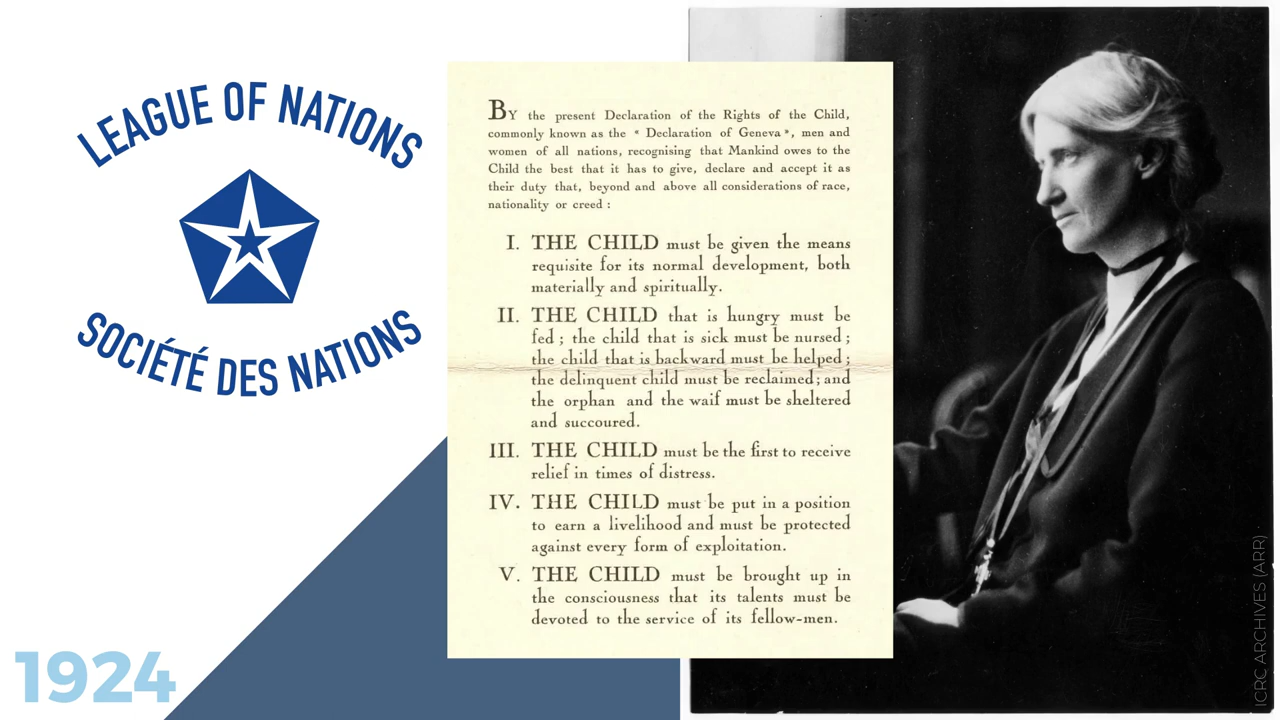 LEAGUE OF NATIONS
SOCIÉTÉ DES NATIONS
1924
By the present Declaration of the Rights of the Child,
commonly known as the « Declaration of Geneva », men and
women of all nations, recognising that Mankind owes to the
Child the best that it has to give, declare and accept it as
their duty that, beyond and above all considerations of race,
nationality or creed :
I. THE CHILD must be given the means
requisite for its normal development, both
materially and spiritually.
II. THE CHILD that is hungry must be
fed ; the child that is sick must be nursed ;
the child that is backward must be helped ;
the delinquent child must be reclaimed ; and
the orphan and the waif must be sheltered
and succoured.
III. THE CHILD must be the first to receive
relief in times of distress.
IV. THE CHILD must be put in a position
to earn a livelihood and must be protected
against every form of exploitation.
V. THE CHILD must be brought up in
the consciousness that its talents must be
devoted to the service of its fellow-men.
ICRC ARCHIVES (ARR)